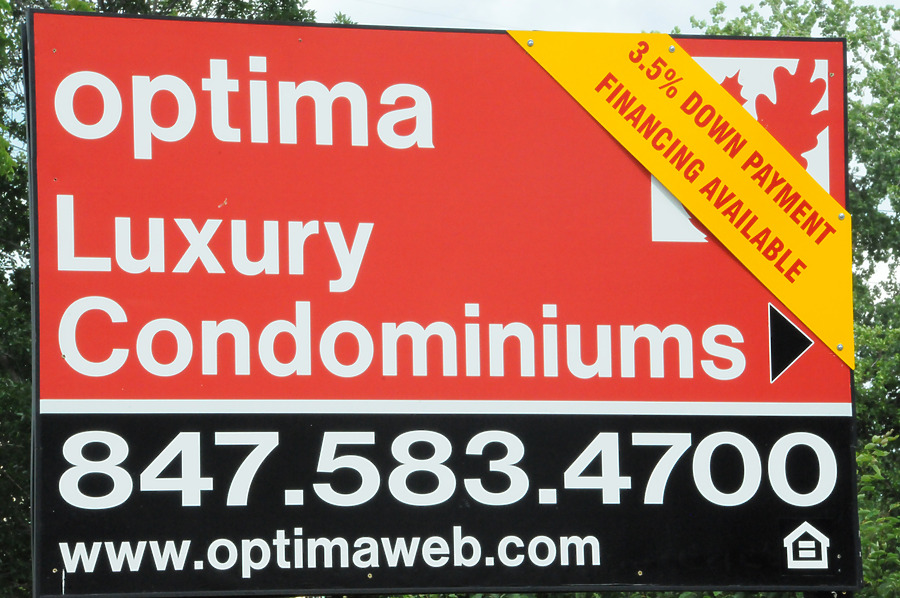 optima
3.5% DOWN PAYMENT
FINANCING AVAILABLE
Luxury
Condominiums
847.583.4700
www.optimaweb.com